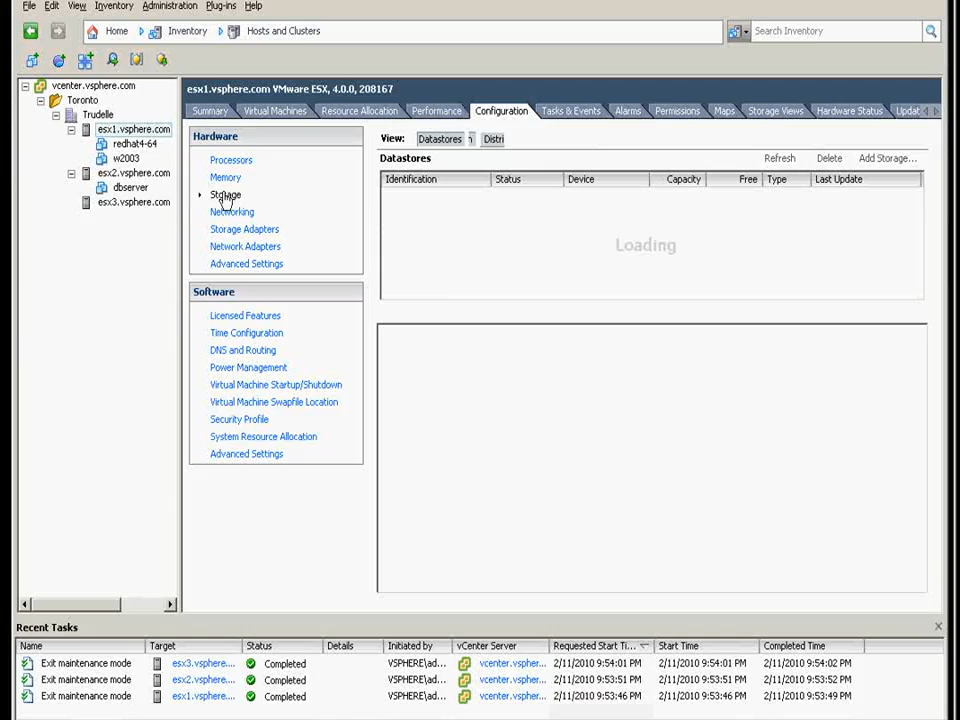 File Edit View Inventory Administration Plug-ins Help
Home Inventory Hosts and Clusters Search Inventory
vcenter.vsphere.com
Toronto
Trudelle
esx1.vsphere.com
redhat4-64
w2003
esx2.vsphere.com
dbserver
esx3.vsphere.com
esx1.vsphere.com VMware ESX, 4.0.0, 208167
Summary Virtual Machines Resource Allocation Performance Configuration Tasks & Events Alarms Permissions Maps Storage Views Hardware Status Updat
Hardware
Processors
Memory
Storage
Networking
Storage Adapters
Network Adapters
Advanced Settings
Software
Licensed Features
Time Configuration
DNS and Routing
Power Management
Virtual Machine Startup/Shutdown
Virtual Machine Swapfile Location
Security Profile
System Resource Allocation
Advanced Settings
View: Datastores Distri
Datastores Refresh Delete Add Storage...
Identification Status Device Capacity Free Type Last Update
Loading
Recent Tasks
Name Target Status Details Initiated by vCenter Server Requested Start Ti... Start Time Completed Time
Exit maintenance mode esx3.vsphere.... Completed VSPHERE\ad... vcenter.vspher... 2/11/2010 9:54:01 PM 2/11/2010 9:54:01 PM 2/11/2010 9:54:02 PM
Exit maintenance mode esx2.vsphere.... Completed VSPHERE\ad... vcenter.vspher... 2/11/2010 9:53:51 PM 2/11/2010 9:53:51 PM 2/11/2010 9:53:52 PM
Exit maintenance mode esx1.vsphere.... Completed VSPHERE\ad... vcenter.vspher... 2/11/2010 9:53:46 PM 2/11/2010 9:53:46 PM 2/11/2010 9:53:49 PM